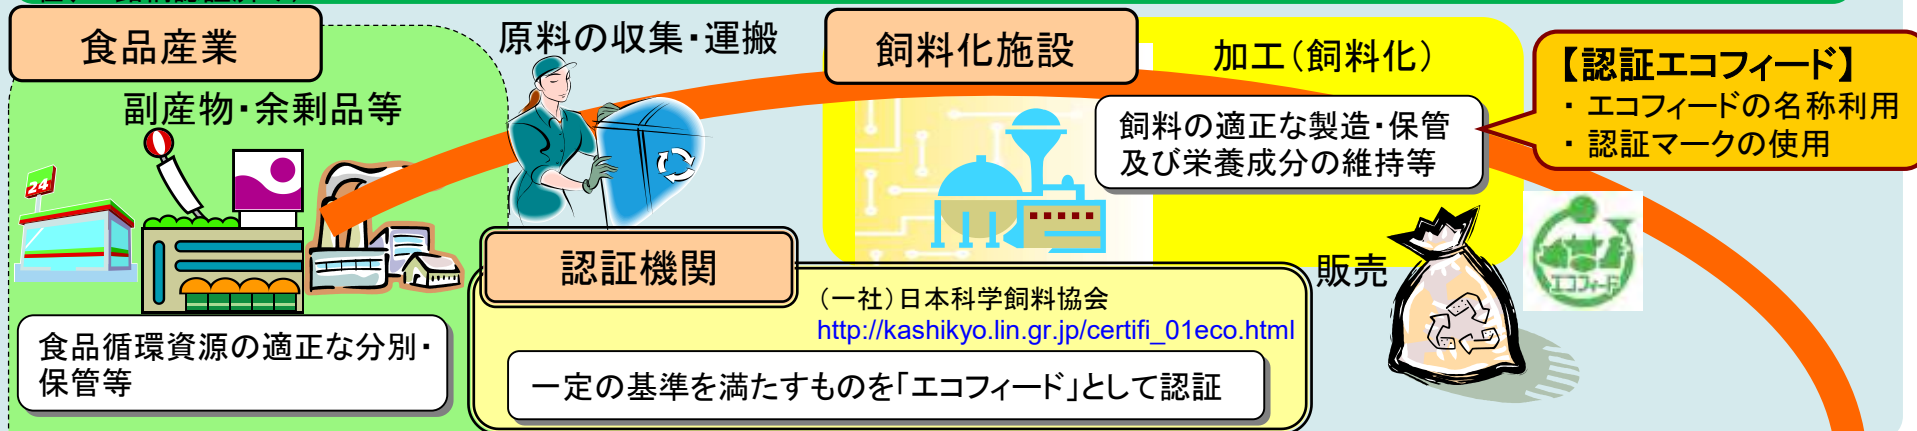 食品産業
原料の収集・運搬
飼料化施設
加工(飼料化)
【認証エコフィード】
・ エコフィードの名称利用
・ 認証マークの使用
副産物・余剰品等
飼料の適正な製造・保管
及び栄養成分の維持等
24
認証機関
(一社)日本科学飼料協会
http://kashikyo.lin.gr.jp/certifi_01eco.html
販売
エコフィード
食品循環資源の適正な分別・
保管等
一定の基準を満たすものを「エコフィード」として認証